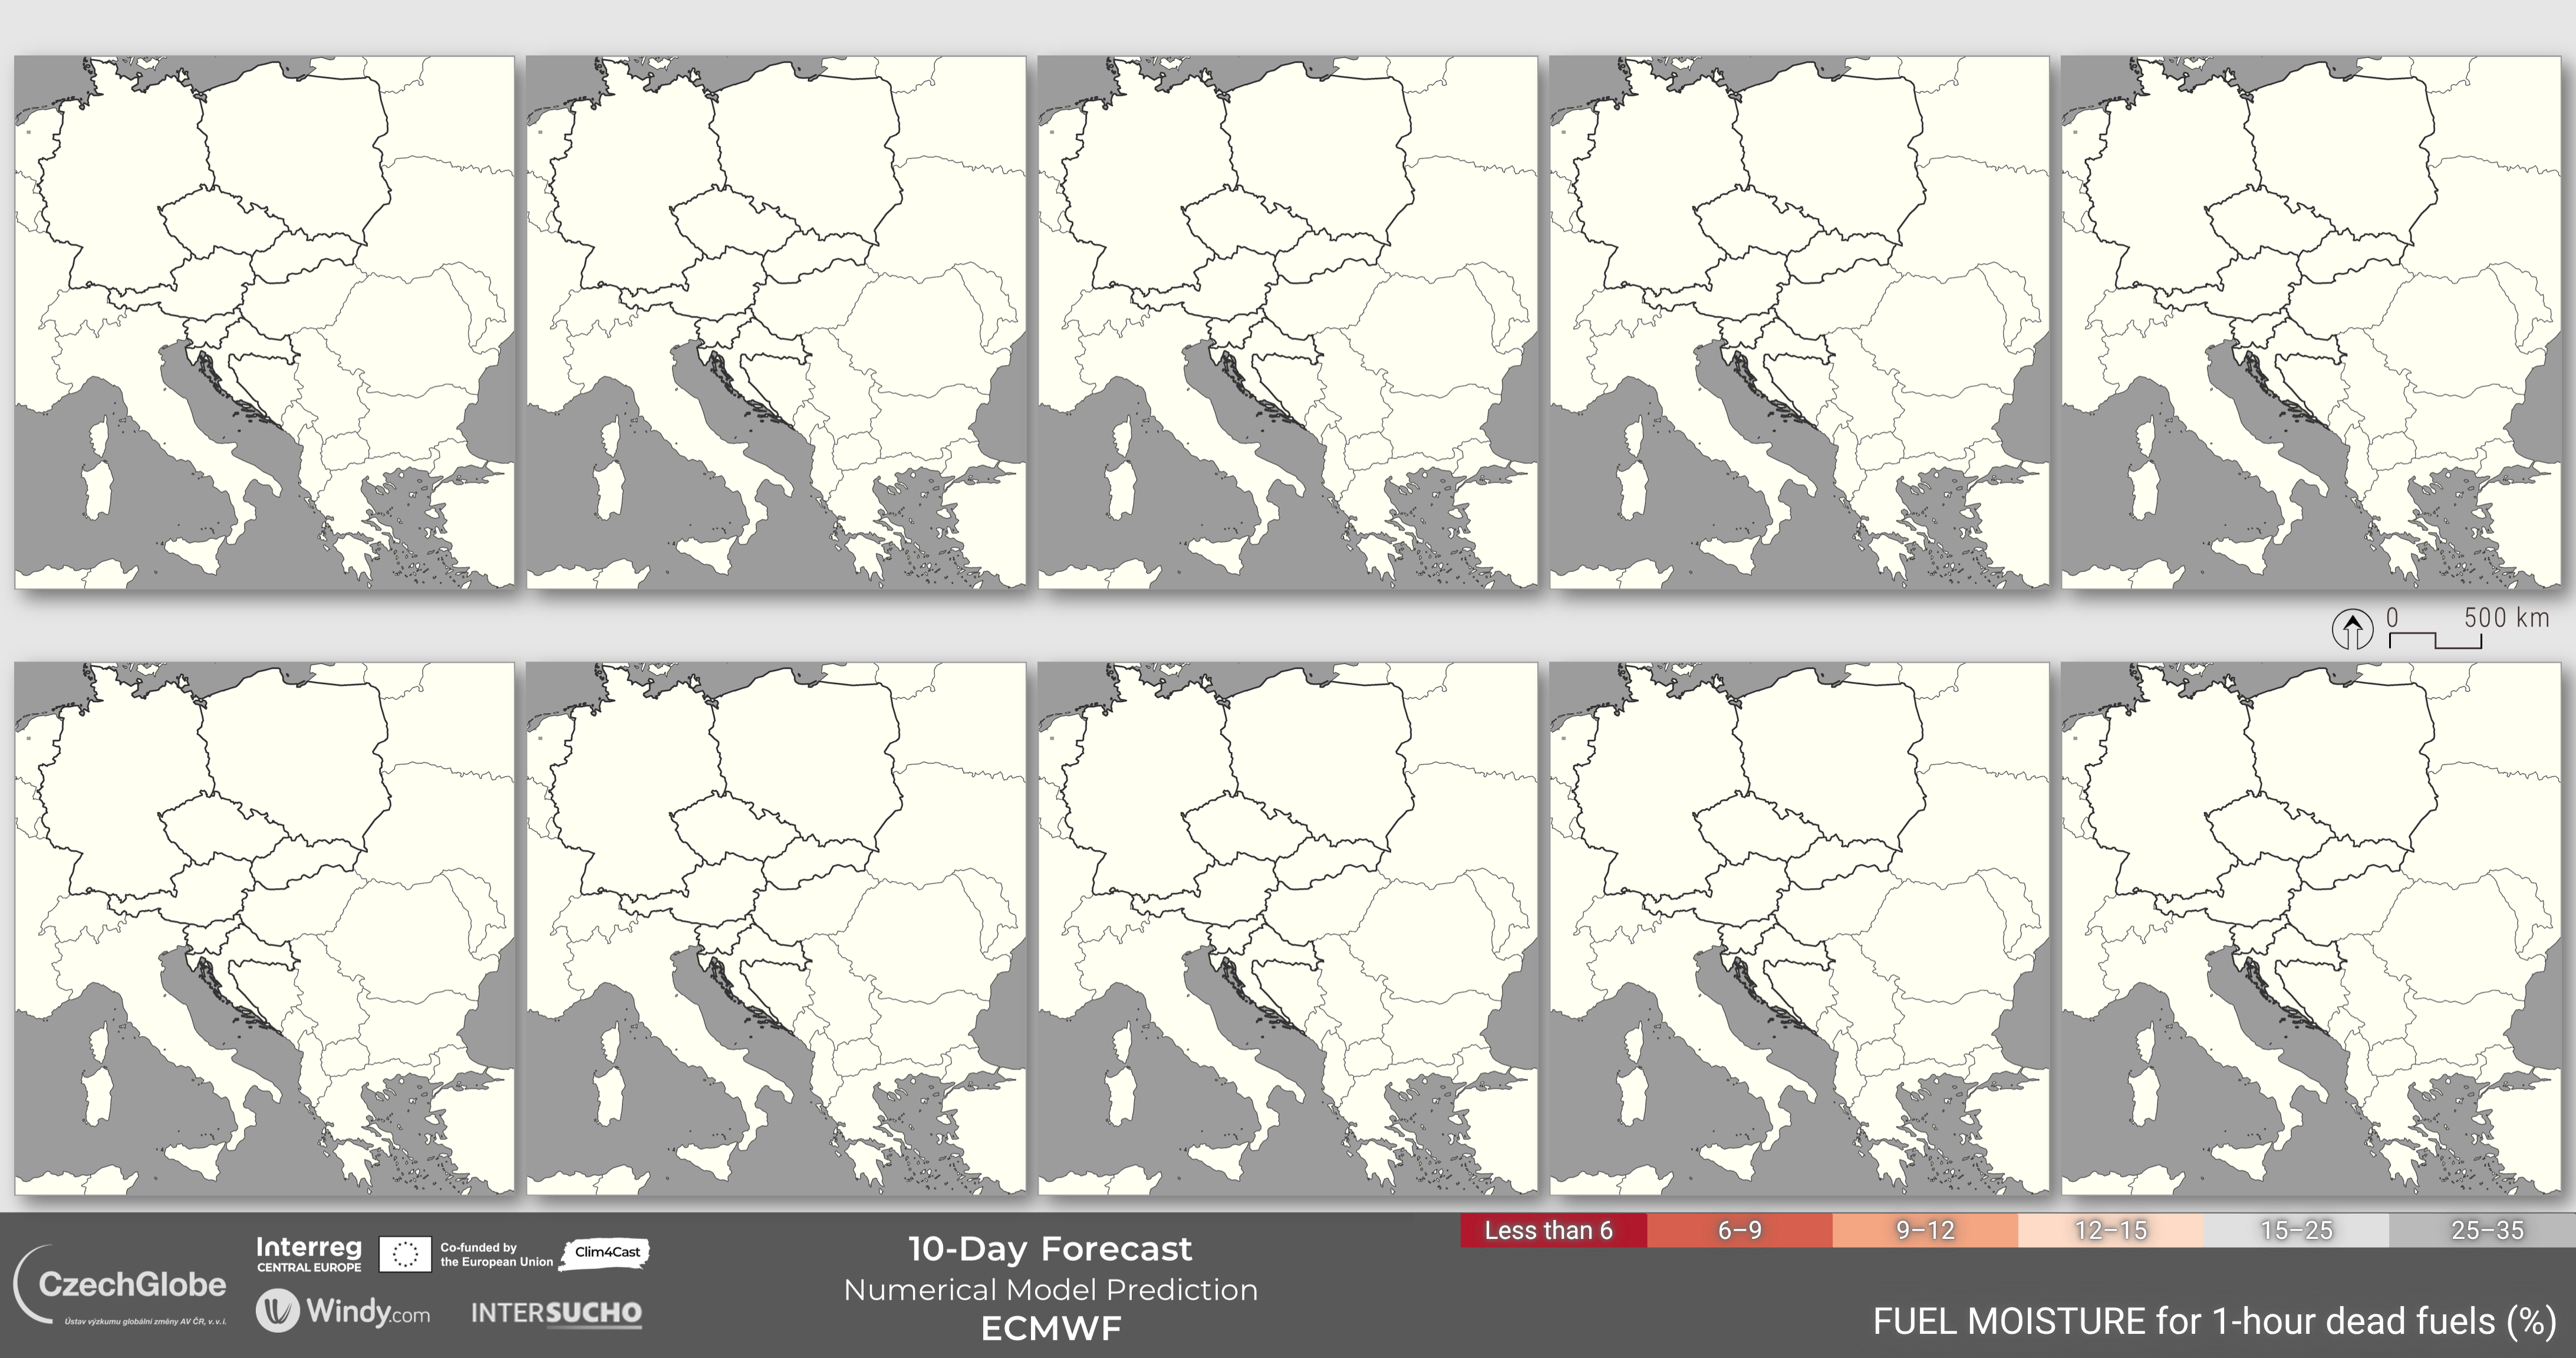 0 500 km
Less than 6 6–9 9–12 12–15 15–25 25–35
Interreg
CENTRAL EUROPE
Co-funded by
the European Union
Clim4Cast
CzechGlobe
Ústav výzkumu globální změny AV ČR, v. v. i.
Windy.com
INTERSUCHO
10-Day Forecast
Numerical Model Prediction
ECMWF
FUEL MOISTURE for 1-hour dead fuels (%)